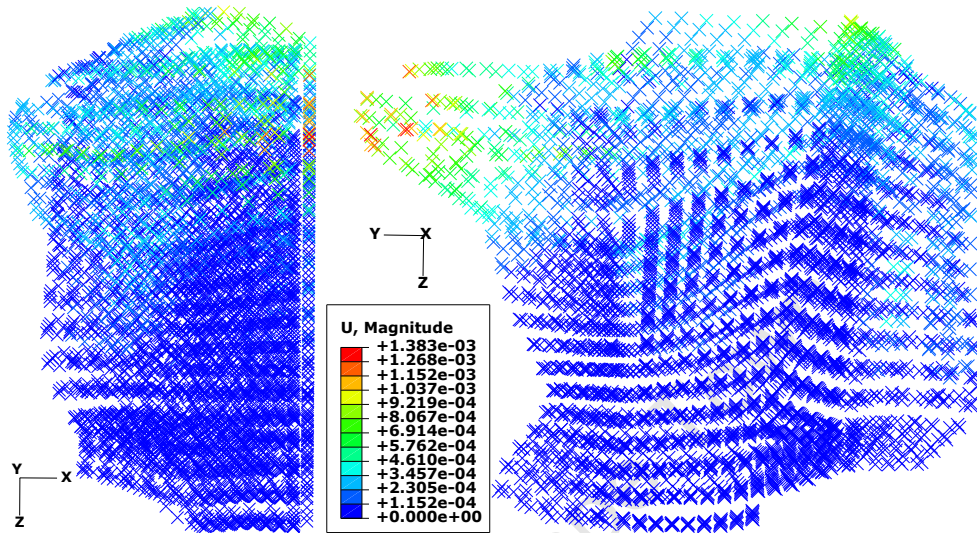 Y X
Z
U, Magnitude
+1.383e-03
+1.268e-03
+1.152e-03
+1.037e-03
+9.219e-04
+8.067e-04
+6.914e-04
+5.762e-04
+4.610e-04
+3.457e-04
+2.305e-04
+1.152e-04
+0.000e+00
Y
X
Z